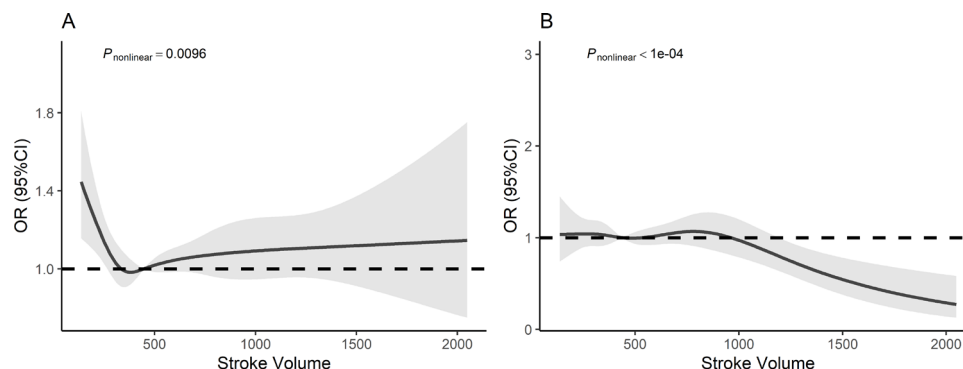 A
P nonlinear = 0.0096
OR (95%CI)
1.8
1.4
1.0
500
1000
1500
2000
Stroke Volume
B
P nonlinear < 1e-04
OR (95%CI)
3
2
1
0
500
1000
1500
2000
Stroke Volume